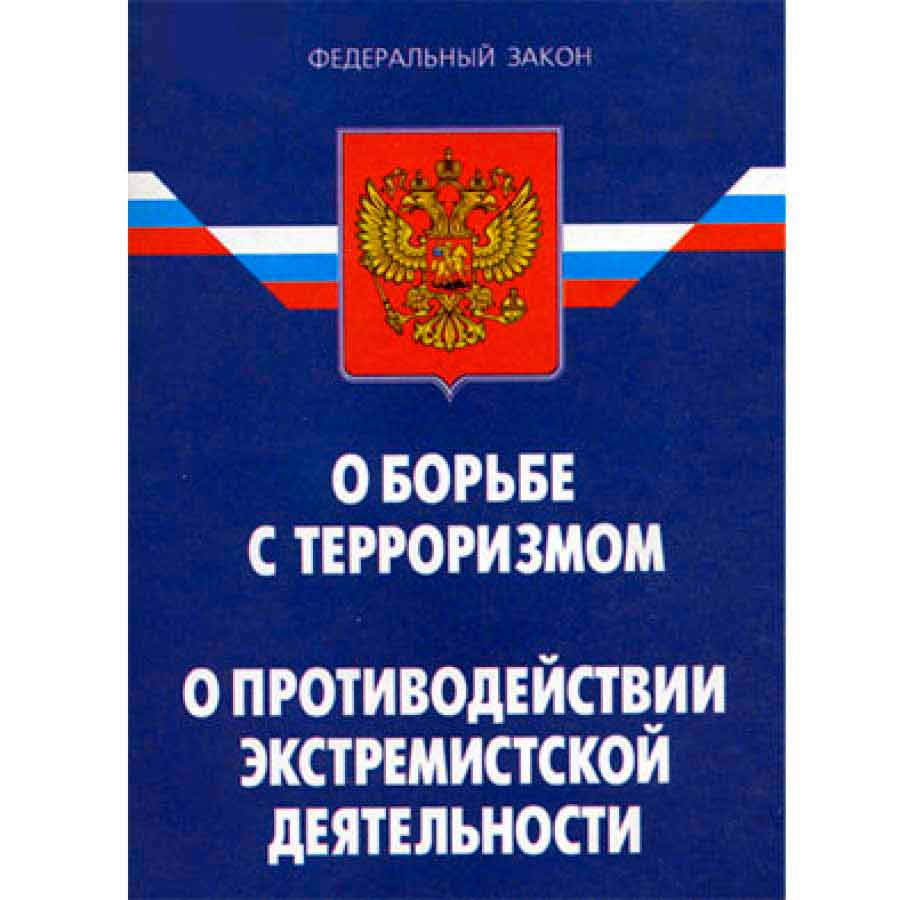 ФЕДЕРАЛЬНЫЙ ЗАКОН
О БОРЬБЕ
С ТЕРРОРИЗМОМ
О ПРОТИВОДЕЙСТВИИ
ЭКСТРЕМИСТСКОЙ
ДЕЯТЕЛЬНОСТИ